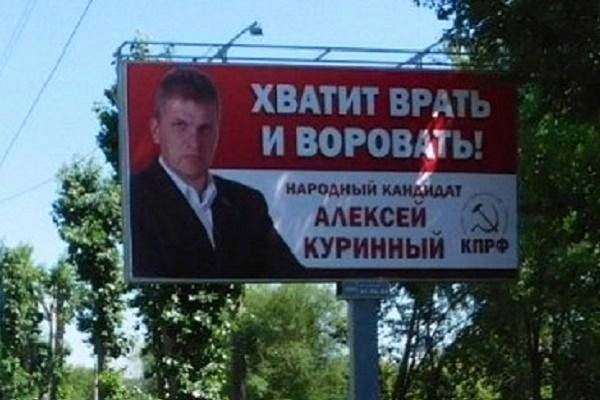 ХВАТИТ ВРАТЬ
И ВОРОВАТЬ!
НАРОДНЫЙ КАНДИДАТ
АЛЕКСЕЙ
КУРИННЫЙ
КПРФ